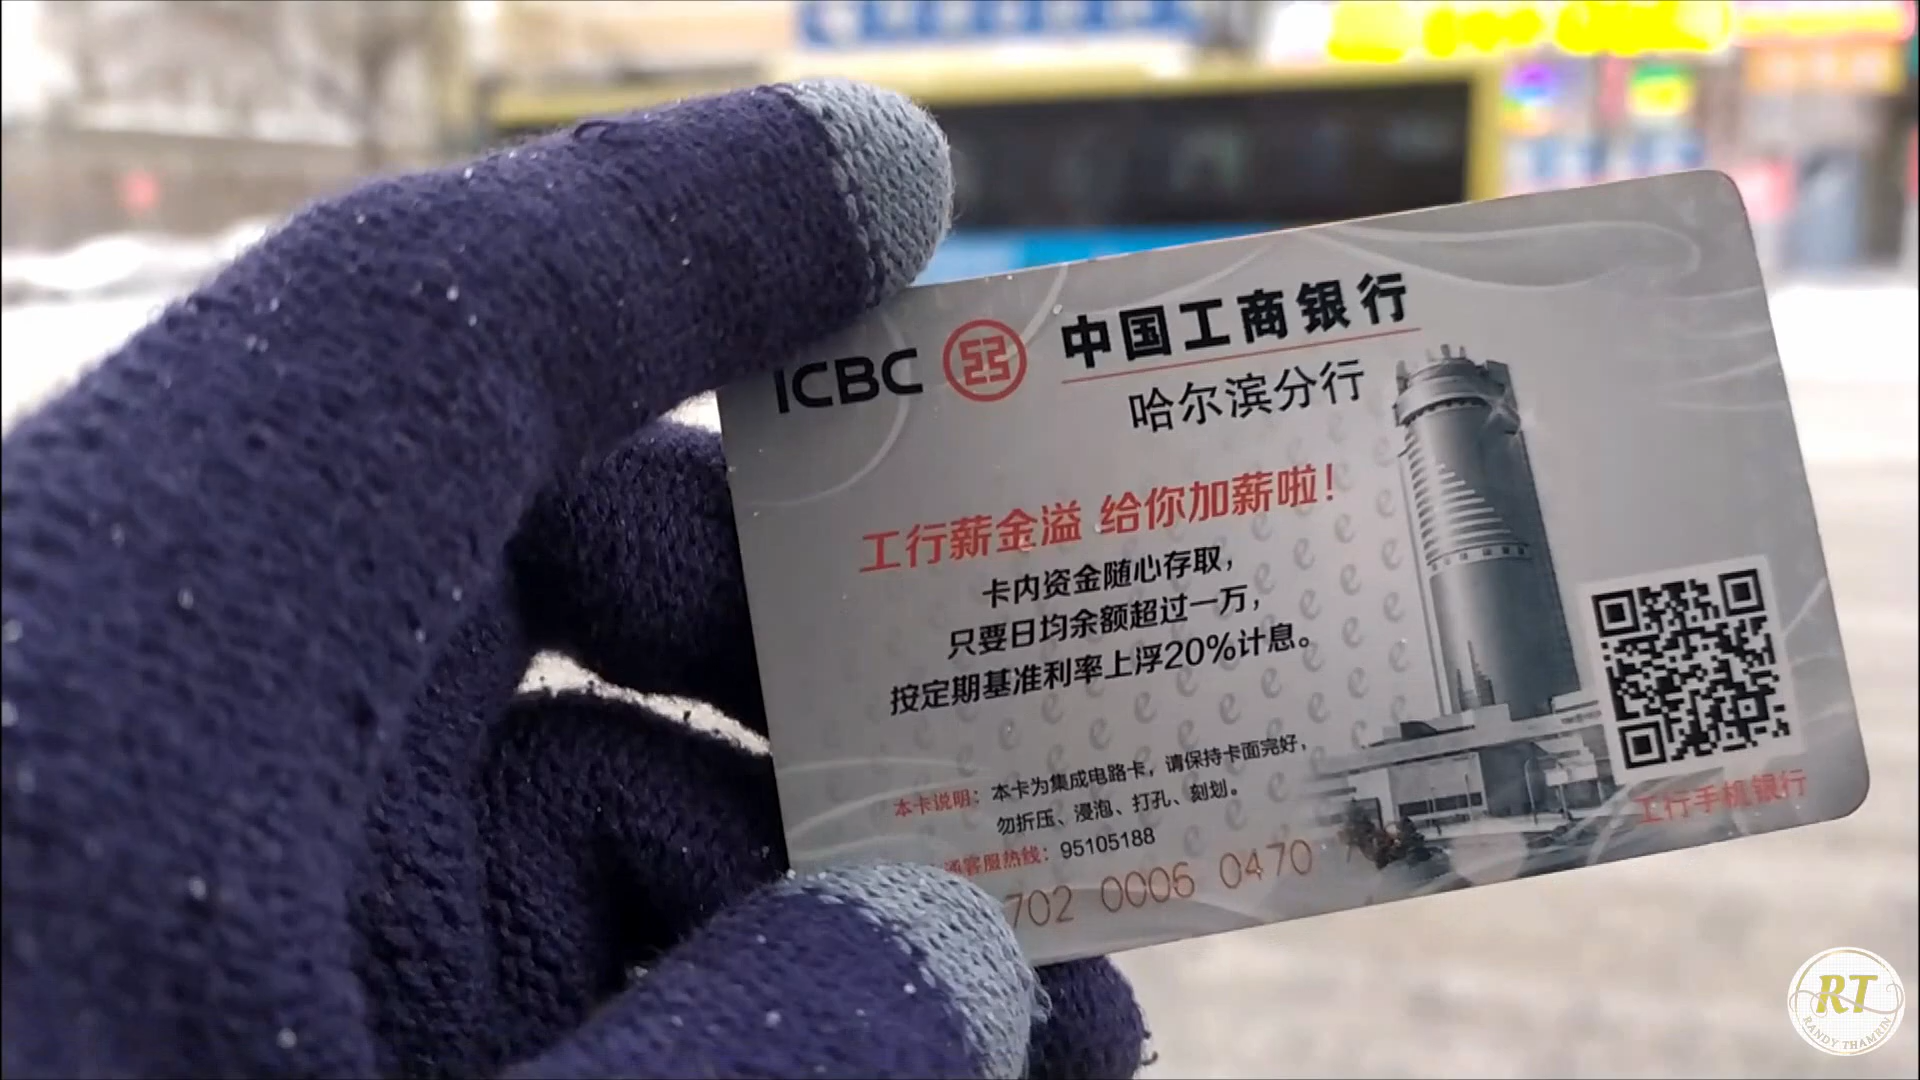 ICBC 中国工商银行
哈尔滨分行
工行薪金溢 给你加薪啦！
卡内资金随心存取，
只要日均余额超过一万，
按定期基准利率上浮20%计息。
本卡说明：本卡为集成电路卡，请保持卡面完好，
勿折压、浸泡、打孔、刻划。
通客服热线：95105188
702 0006 0470
工行手机银行
RT
RANDY THAMRIN